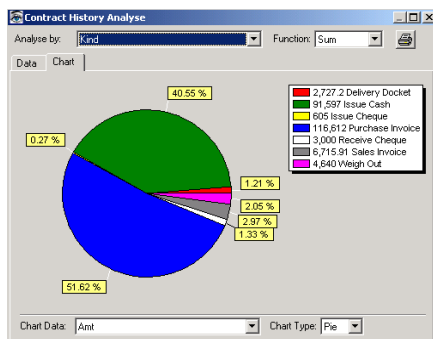 Contract History Analyse
Analyse by: Kind Function: Sum
Data Chart
40.55 %
0.27 %
1.21 %
2.05 %
2.97 %
1.33 %
51.62 %
2,727.2 Delivery Docket
91,597 Issue Cash
605 Issue Cheque
116,612 Purchase Invoice
3,000 Receive Cheque
6,715.91 Sales Invoice
4,640 Weigh Out
Chart Data: Amt Chart Type: Pie